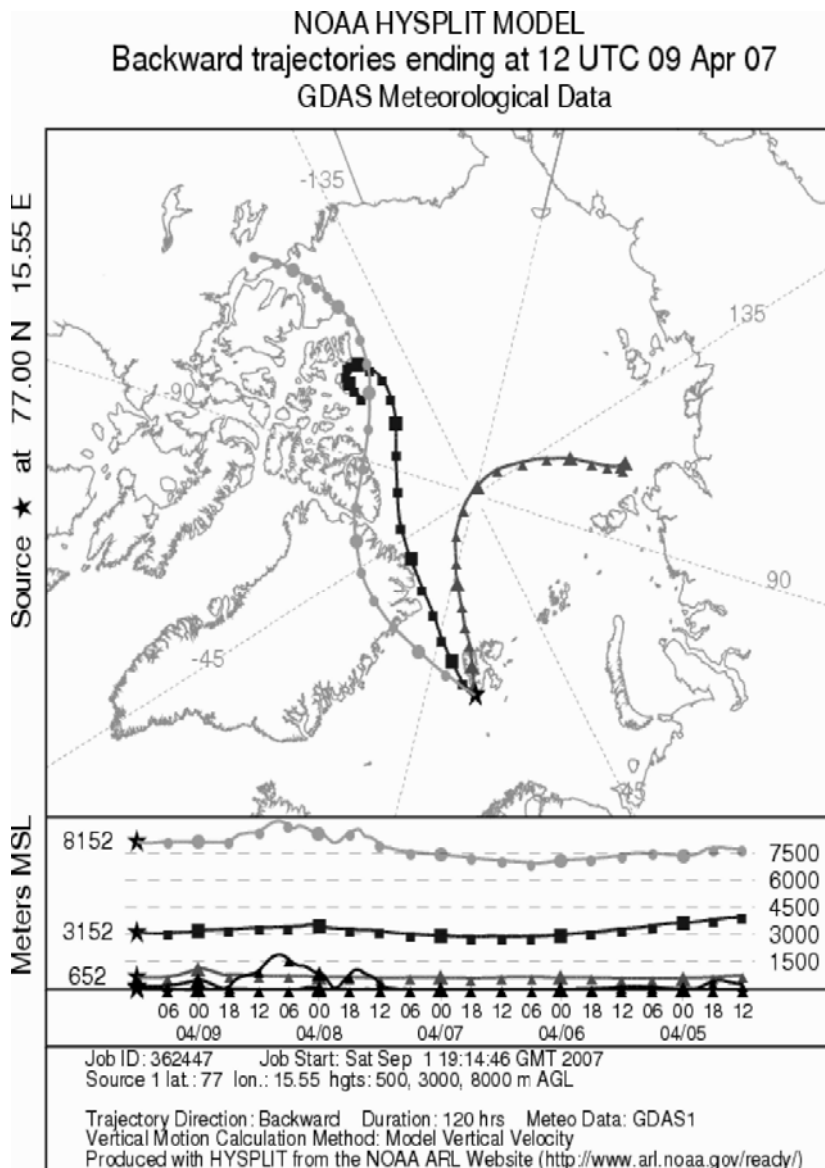 NOAA HYSPLIT MODEL
Backward trajectories ending at 12 UTC 09 Apr 07
GDAS Meteorological Data
Source ★ at 77.00 N 15.55 E
-135
135
-90
90
-45
45
Meters MSL
8152
3152
652
7500
6000
4500
3000
1500
06 00 18 12 06 00 18 12 06 00 18 12 06 00 18 12 06 00 18 12
04/09 04/08 04/07 04/06 04/05
Job ID: 362447 Job Start: Sat Sep 1 19:14:46 GMT 2007
Source 1 lat.: 77 lon.: 15.55 hgts: 500, 3000, 8000 m AGL
Trajectory Direction: Backward Duration: 120 hrs Meteo Data: GDAS1
Vertical Motion Calculation Method: Model Vertical Velocity
Produced with HYSPLIT from the NOAA ARL Website (http://www.arl.noaa.gov/ready/)